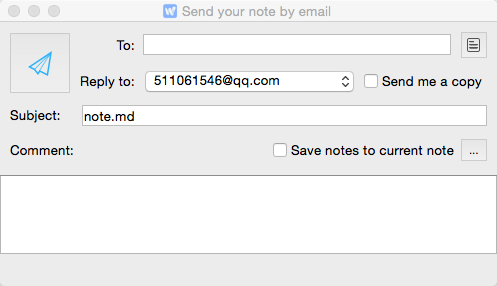 Send your note by email
To:
Reply to: 511061546@qq.com Send me a copy
Subject: note.md
Comment: Save notes to current note ...